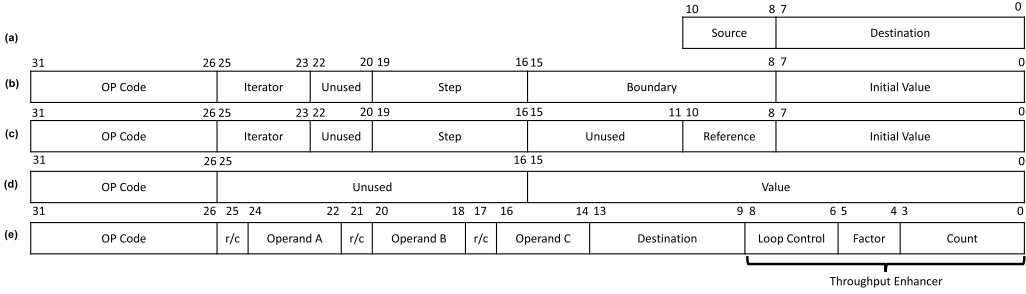 10 8 7 0
(a) Source Destination
31 26 25 23 22 20 19 16 15 8 7 0
(b) OP Code Iterator Unused Step Boundary Initial Value
31 26 25 23 22 20 19 16 15 11 10 8 7 0
(c) OP Code Iterator Unused Step Unused Reference Initial Value
31 26 25 16 15 0
(d) OP Code Unused Value
31 26 25 24 22 21 20 18 17 16 14 13 9 8 6 5 4 3 0
(e) OP Code r/c Operand A r/c Operand B r/c Operand C Destination Loop Control Factor Count
Throughput Enhancer